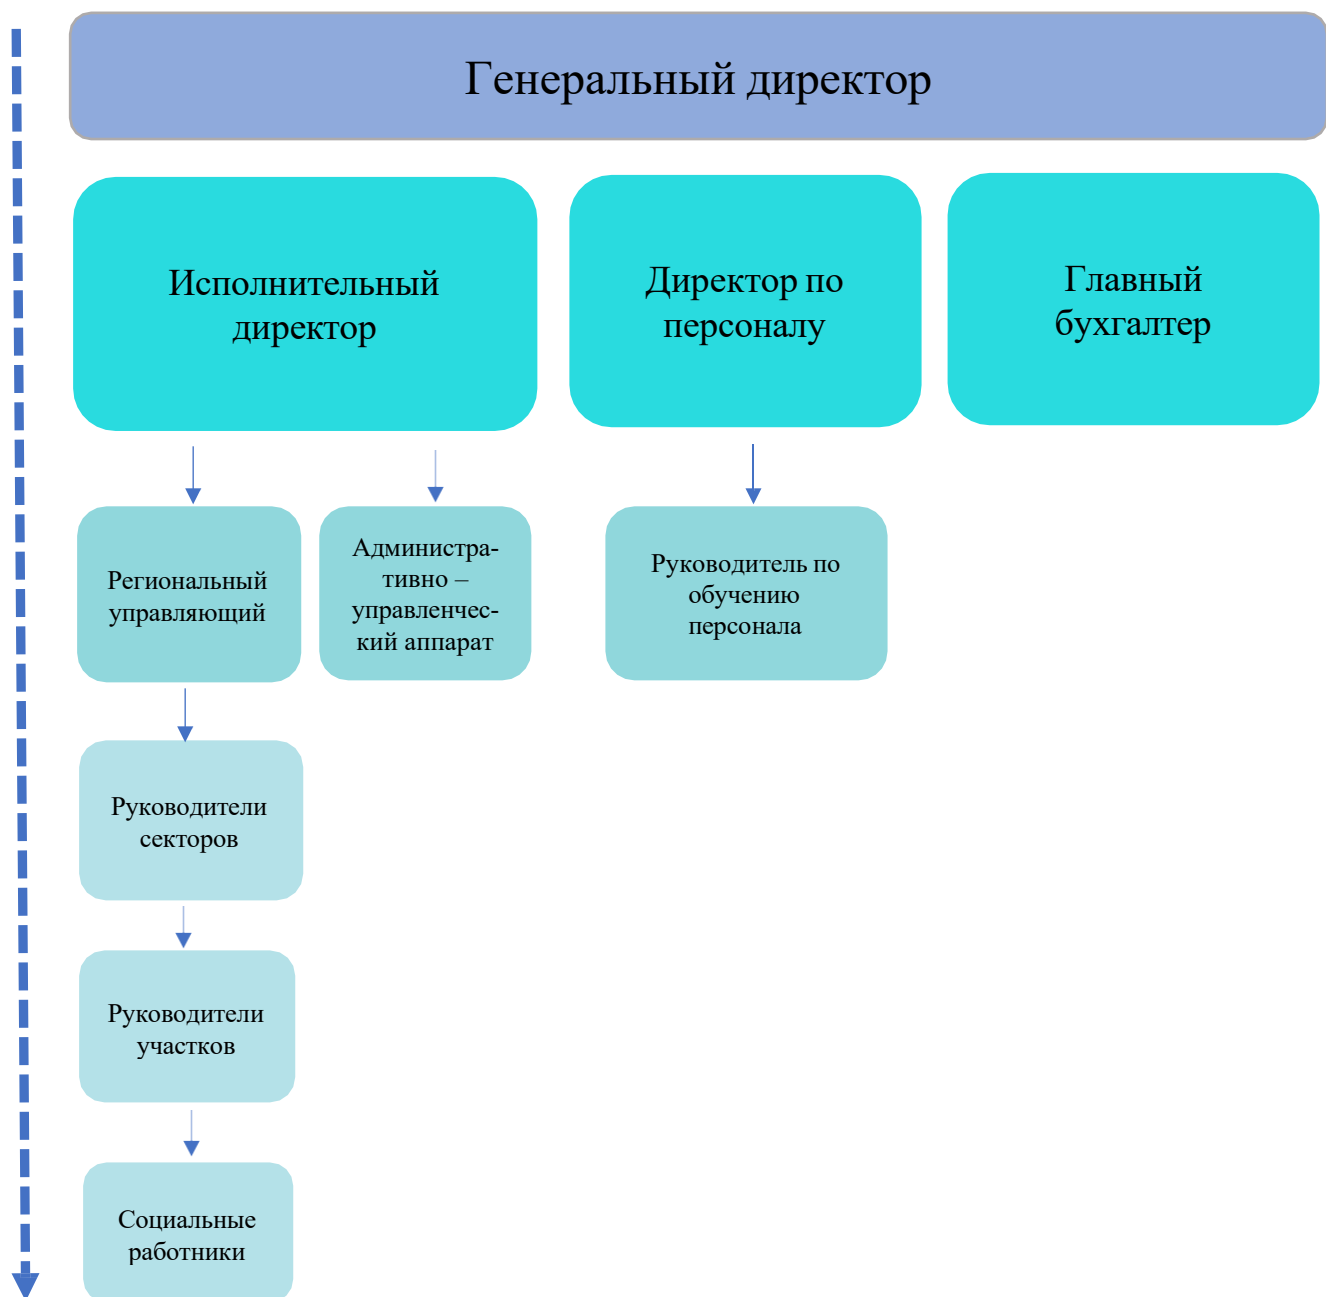 Генеральный директор
Исполнительный
директор
Директор по
персоналу
Главный
бухгалтер
Региональный
управляющий
Администра-
тивно –
управленчес-
кий аппарат
Руководитель по
обучению
персонала
Руководители
секторов
Руководители
участков
Социальные
работники